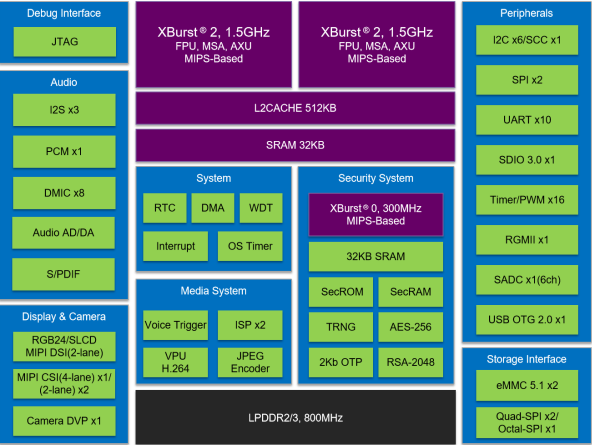 Debug Interface
JTAG
Audio
I2S x3
PCM x1
DMIC x8
Audio AD/DA
S/PDIF
Display & Camera
RGB24/SLCD
MIPI DSI(2-lane)
MIPI CSI(4-lane) x1/
(2-lane) x2
Camera DVP x1
XBurst® 2, 1.5GHz
FPU, MSA, AXU
MIPS-Based
XBurst® 2, 1.5GHz
FPU, MSA, AXU
MIPS-Based
L2CACHE 512KB
SRAM 32KB
System
RTC
DMA
WDT
Interrupt
OS Timer
Media System
Voice Trigger
ISP x2
VPU
H.264
JPEG
Encoder
Security System
XBurst® 0, 300MHz
MIPS-Based
32KB SRAM
SecROM
SecRAM
TRNG
AES-256
2Kb OTP
RSA-2048
LPDDR2/3, 800MHz
Peripherals
I2C x6/SCC x1
SPI x2
UART x10
SDIO 3.0 x1
Timer/PWM x16
RGMII x1
SADC x1(6ch)
USB OTG 2.0 x1
Storage Interface
eMMC 5.1 x2
Quad-SPI x2/
Octal-SPI x1